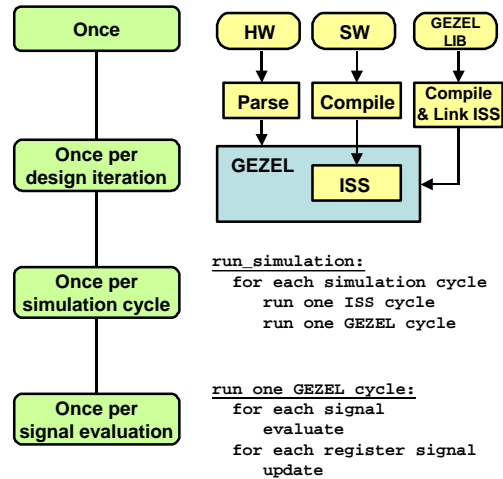 Once
HW
SW
GEZEL
LIB
Parse
Compile
Compile
& Link ISS
Once per
design iteration
GEZEL
ISS
Once per
simulation cycle
run_simulation:
for each simulation cycle
run one ISS cycle
run one GEZEL cycle
Once per
signal evaluation
run one GEZEL cycle:
for each signal
evaluate
for each register signal
update